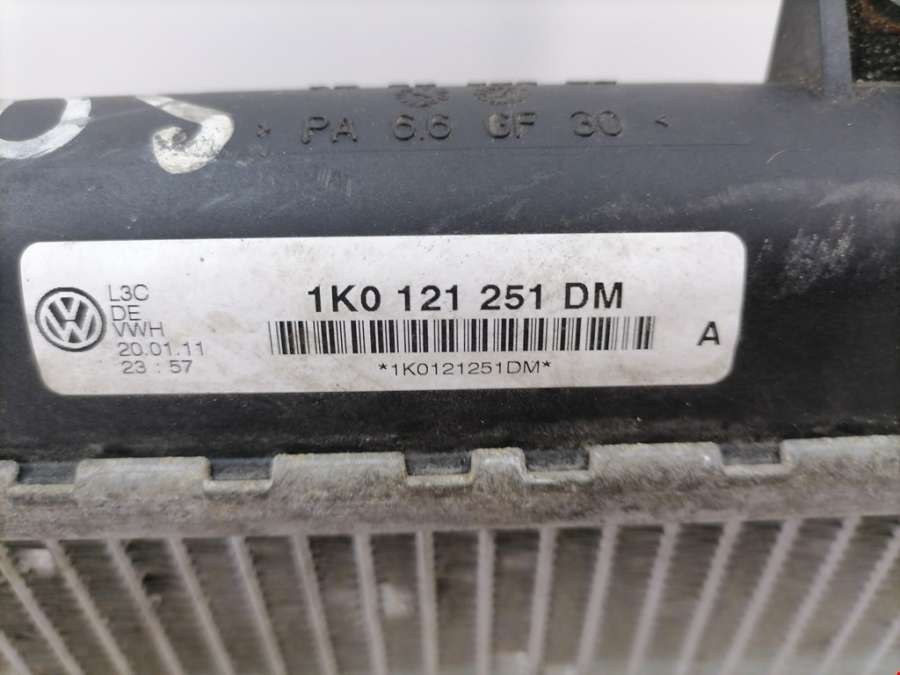 > PA 6.6 GF 30 <
L3C
DE
VWH
20.01.11
23 : 57
1K0 121 251 DM
*1K0121251DM*
A